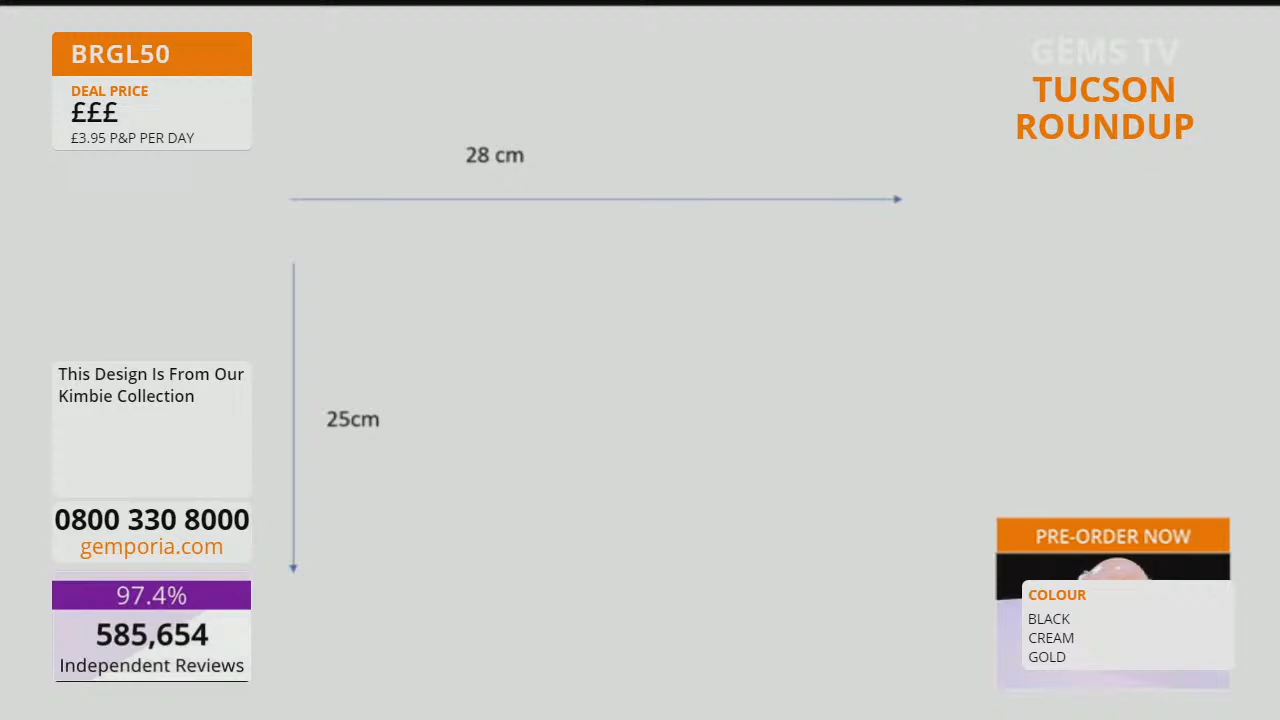 BRGL50
DEAL PRICE
£££
£3.95 P&P PER DAY
GEMS TV
TUCSON
ROUNDUP
28 cm
25cm
This Design Is From Our
Kimbie Collection
0800 330 8000
gemporia.com
97.4%
585,654
Independent Reviews
PRE-ORDER NOW
COLOUR
BLACK
CREAM
GOLD